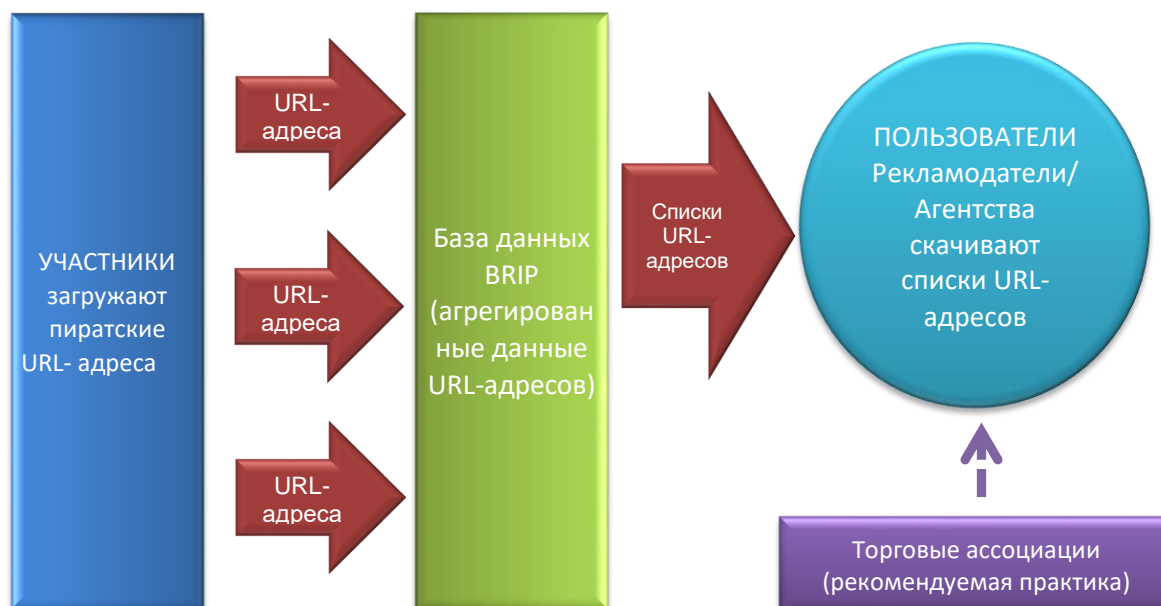 УЧАСТНИКИ
загружают
пиратские
URL- адреса
URL-
адреса
URL-
адреса
URL-
адреса
База данных
BRIP
(агрегирован
ные данные
URL-адресов)
Списки
URL-
адресов
ПОЛЬЗОВАТЕЛИ
Рекламодатели/
Агентства
скачивают
списки URL-
адресов
Торговые ассоциации
(рекомендуемая практика)